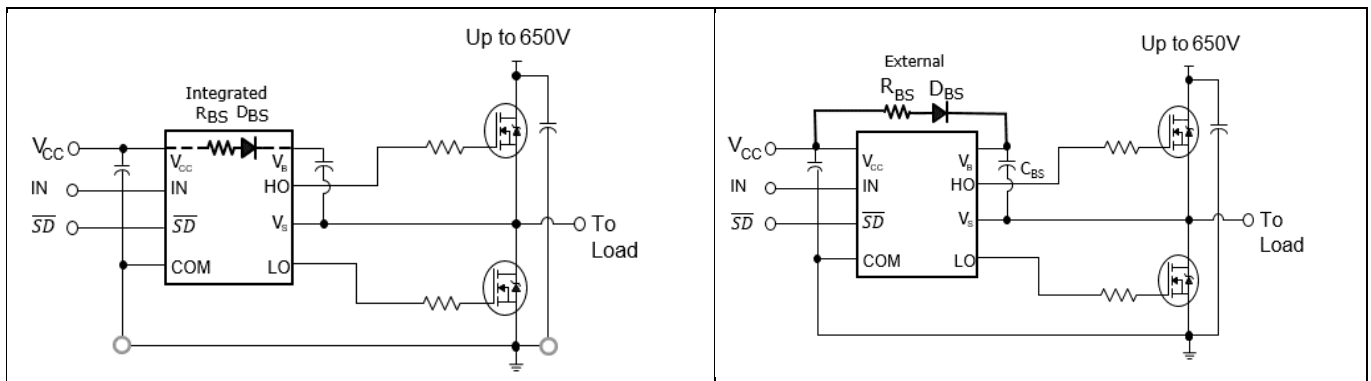 Up to 650V
Integrated
RBS DBS
VCC
VCC
VB
IN
IN
HO
SD
SD
VS
To
Load
COM
LO
Up to 650V
External
RBS
DBS
VCC
VCC
VB
CBS
IN
IN
HO
SD
SD
VS
To
Load
COM
LO